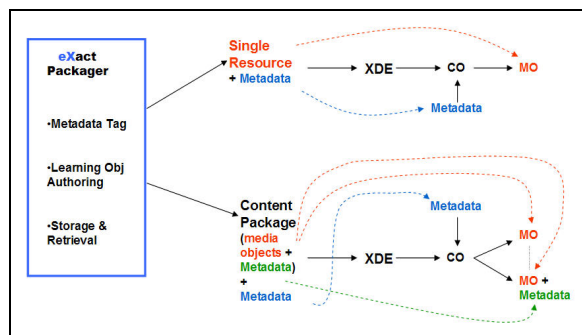 eXact
Packager
•Metadata Tag
•Learning Obj
Authoring
•Storage &
Retrieval
Single
Resource
+ Metadata
XDE
CO
MO
Metadata
Content
Package
(media
objects +
Metadata)
+ Metadata
Metadata
XDE
CO
MO
MO +
Metadata